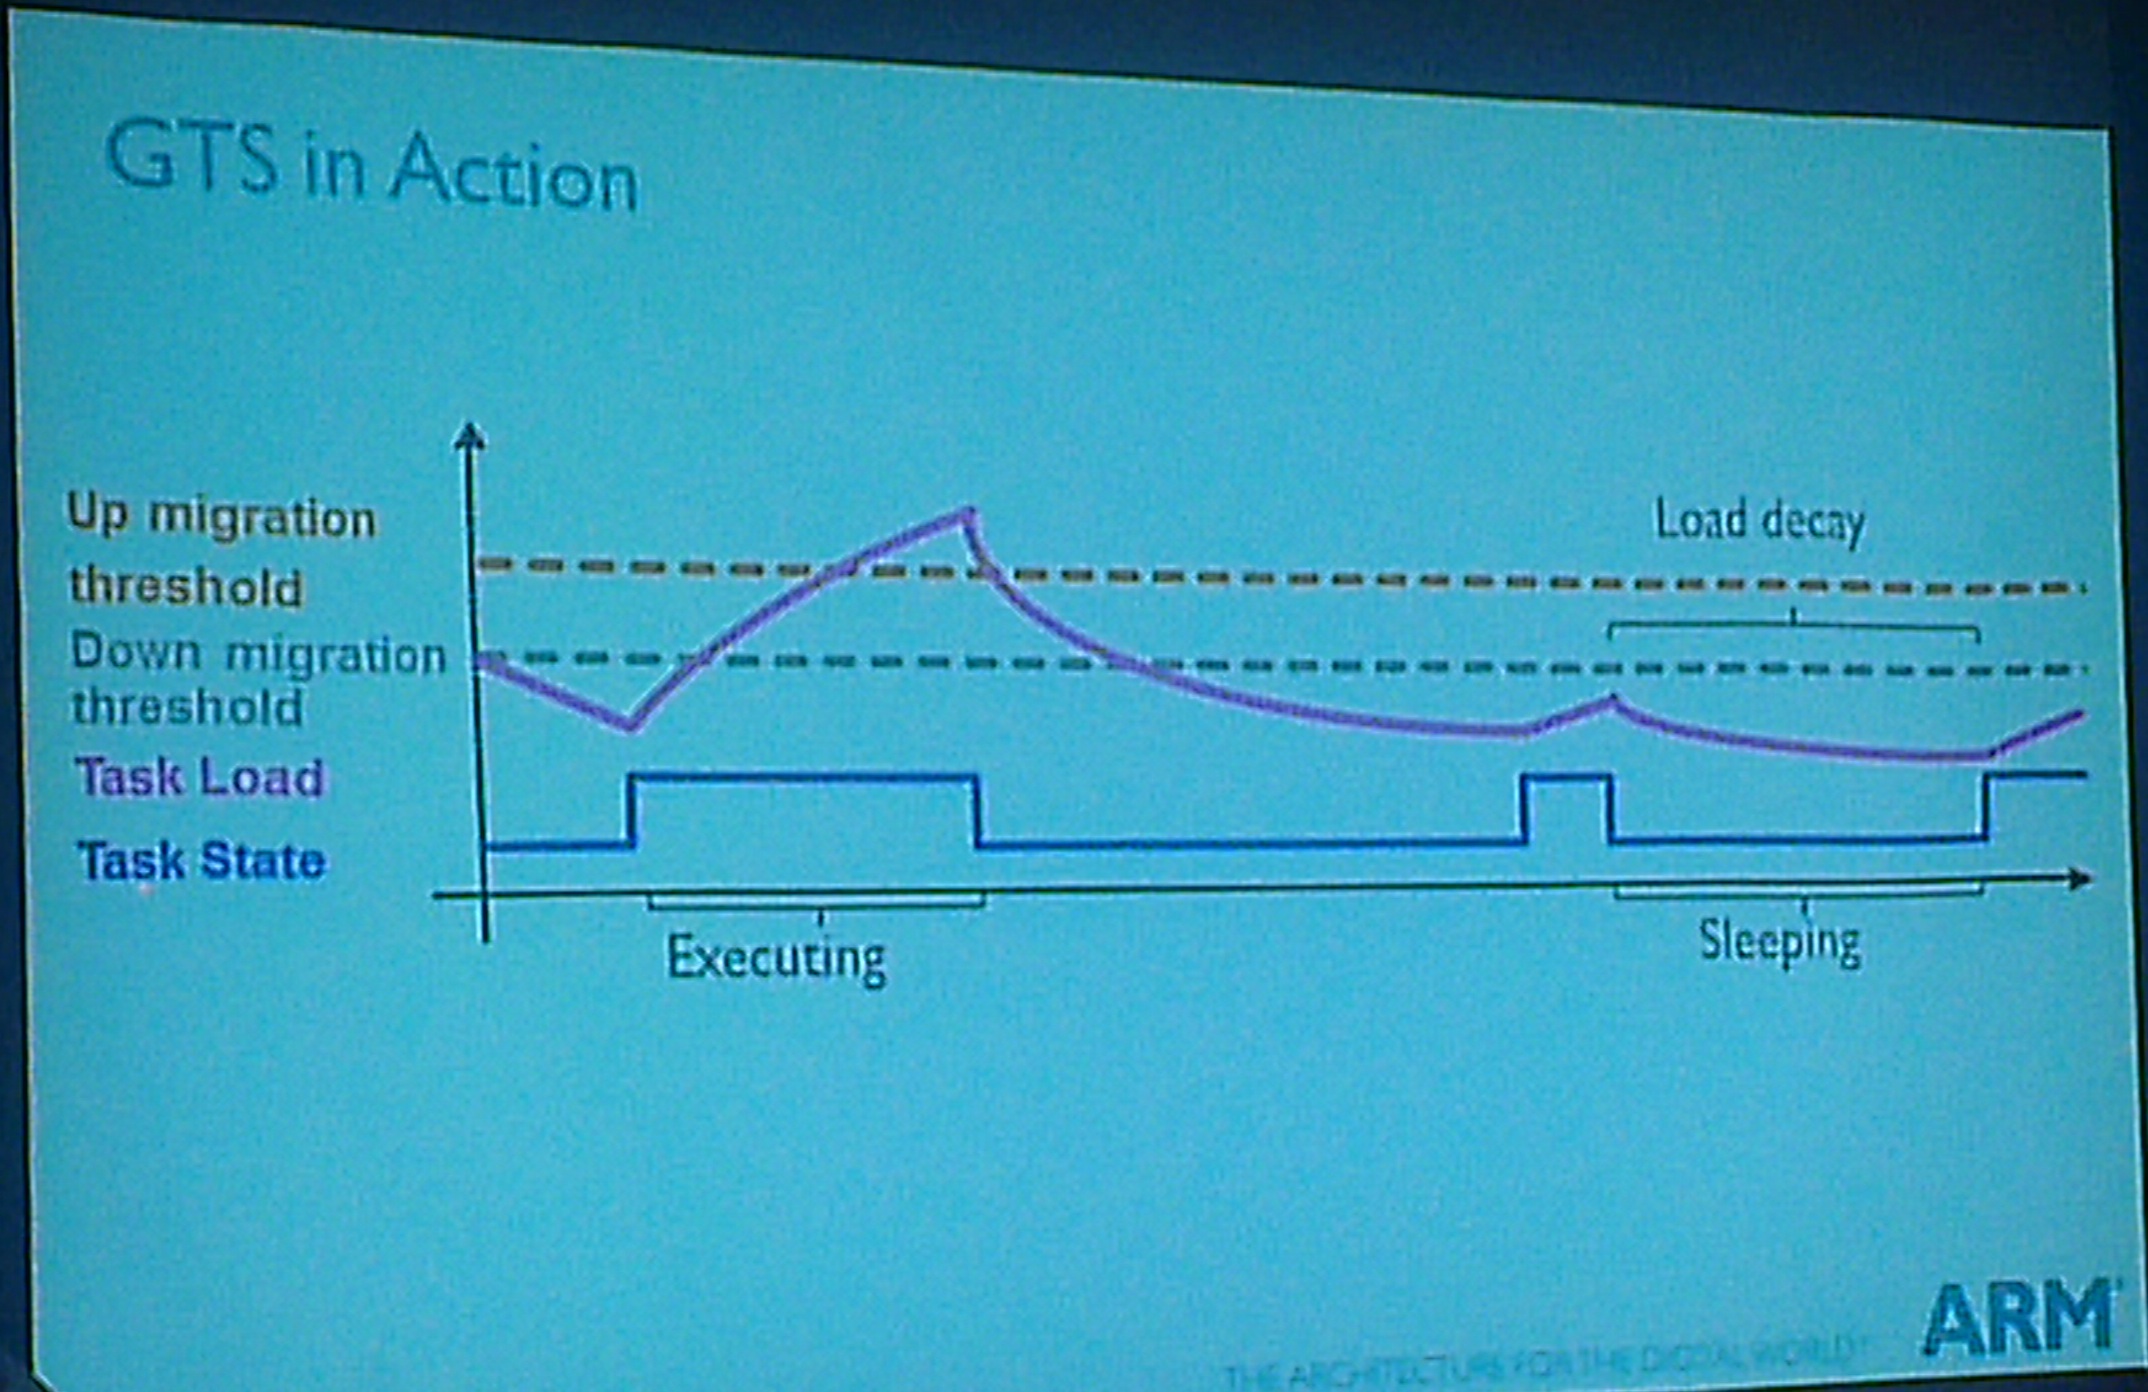 GTS in Action
Up migration
threshold
Down migration
threshold
Task Load
Task State
Load decay
Executing
Sleeping
THE ARCHITECTURE FOR THE DIGITAL WORLD
ARM